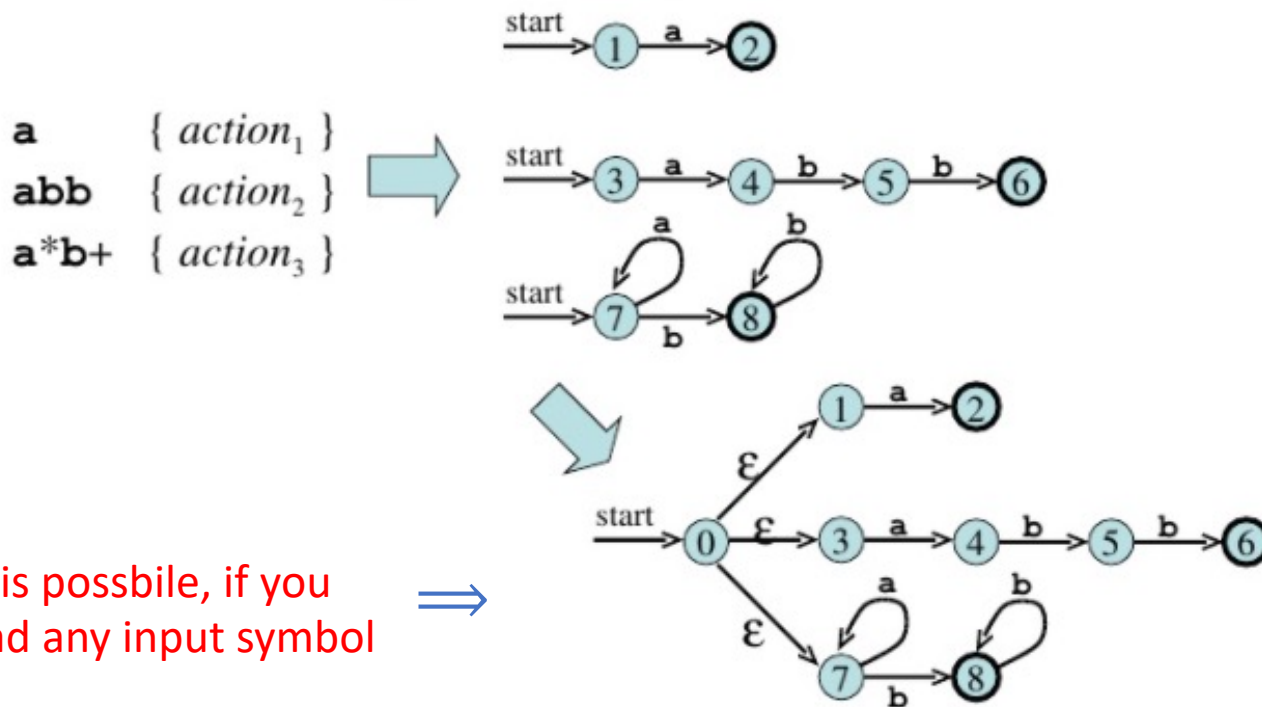 a { action₁ }
abb { action₂ }
a*b+ { action₃ }
start 1 a 2
start 3 a 4 b 5 b 6
a b
start 7 b 8
1 a 2
ε
start 0 ε 3 a 4 b 5 b 6
ε a b
7 b 8
is possbile, if you
any input symbol
⇒